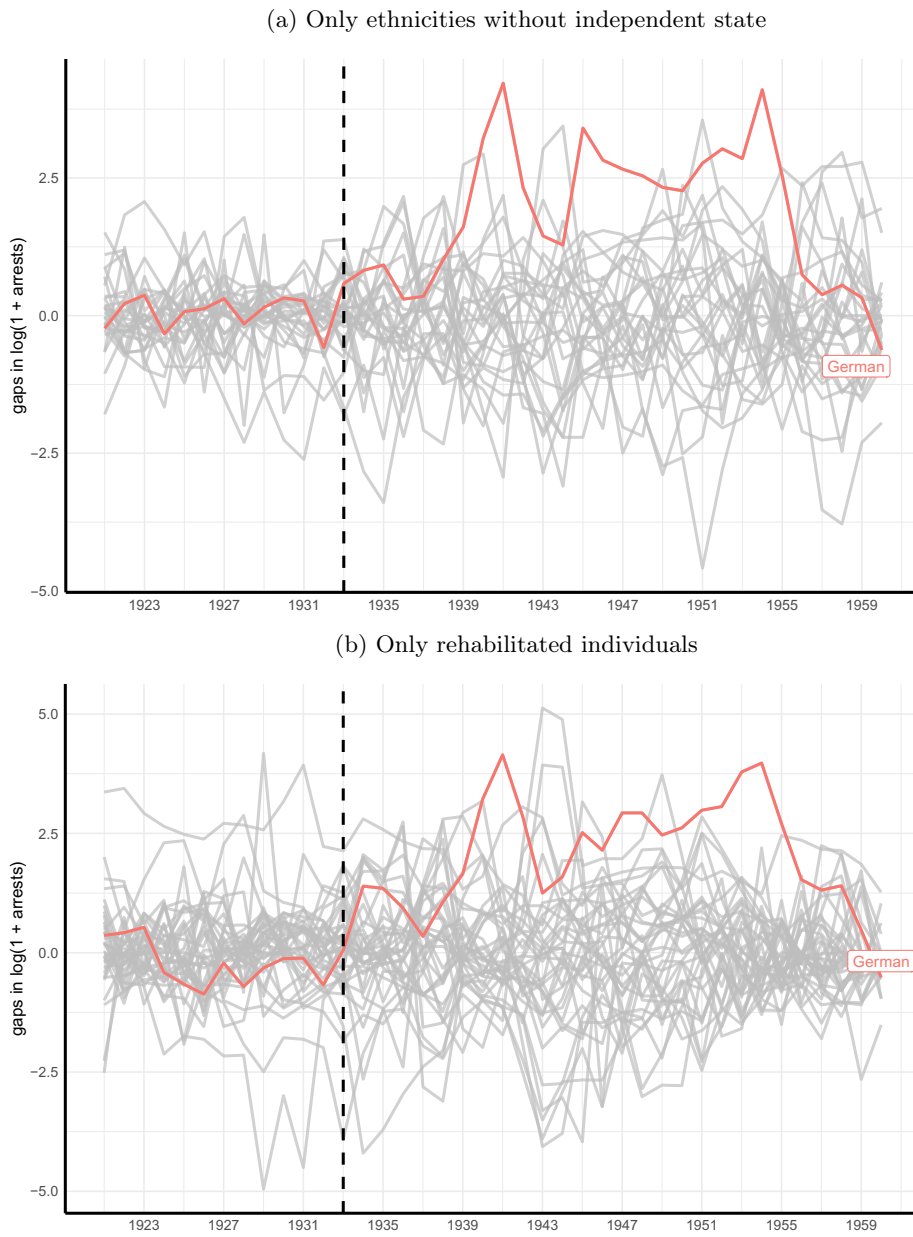 (a) Only ethnicities without independent state
gaps in log(1 + arrests)
2.5
0.0
−2.5
−5.0
German
1923 1927 1931 1935 1939 1943 1947 1951 1955 1959
(b) Only rehabilitated individuals
gaps in log(1 + arrests)
5.0
2.5
0.0
−2.5
−5.0
German
1923 1927 1931 1935 1939 1943 1947 1951 1955 1959